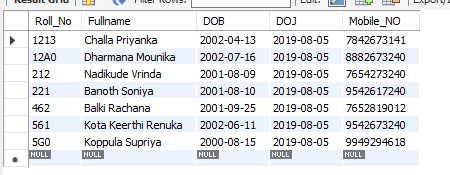 Result Grid Filter Rows: Edit: Export/I
Roll_No Fullname DOB DOJ Mobile_NO
1213 Challa Priyanka 2002-04-13 2019-08-05 7842673141
12A0 Dharmana Mounika 2002-07-16 2019-08-05 8882673240
212 Nadikude Vrinda 2001-08-09 2019-08-05 7654273240
221 Banoth Soniya 2001-08-10 2019-08-05 9542617240
462 Balki Rachana 2001-09-25 2019-08-05 7652819012
561 Kota Keerthi Renuka 2002-06-11 2019-08-05 9542673240
5G0 Koppula Supriya 2000-08-15 2019-08-05 9949294618
NULL NULL NULL NULL NULL